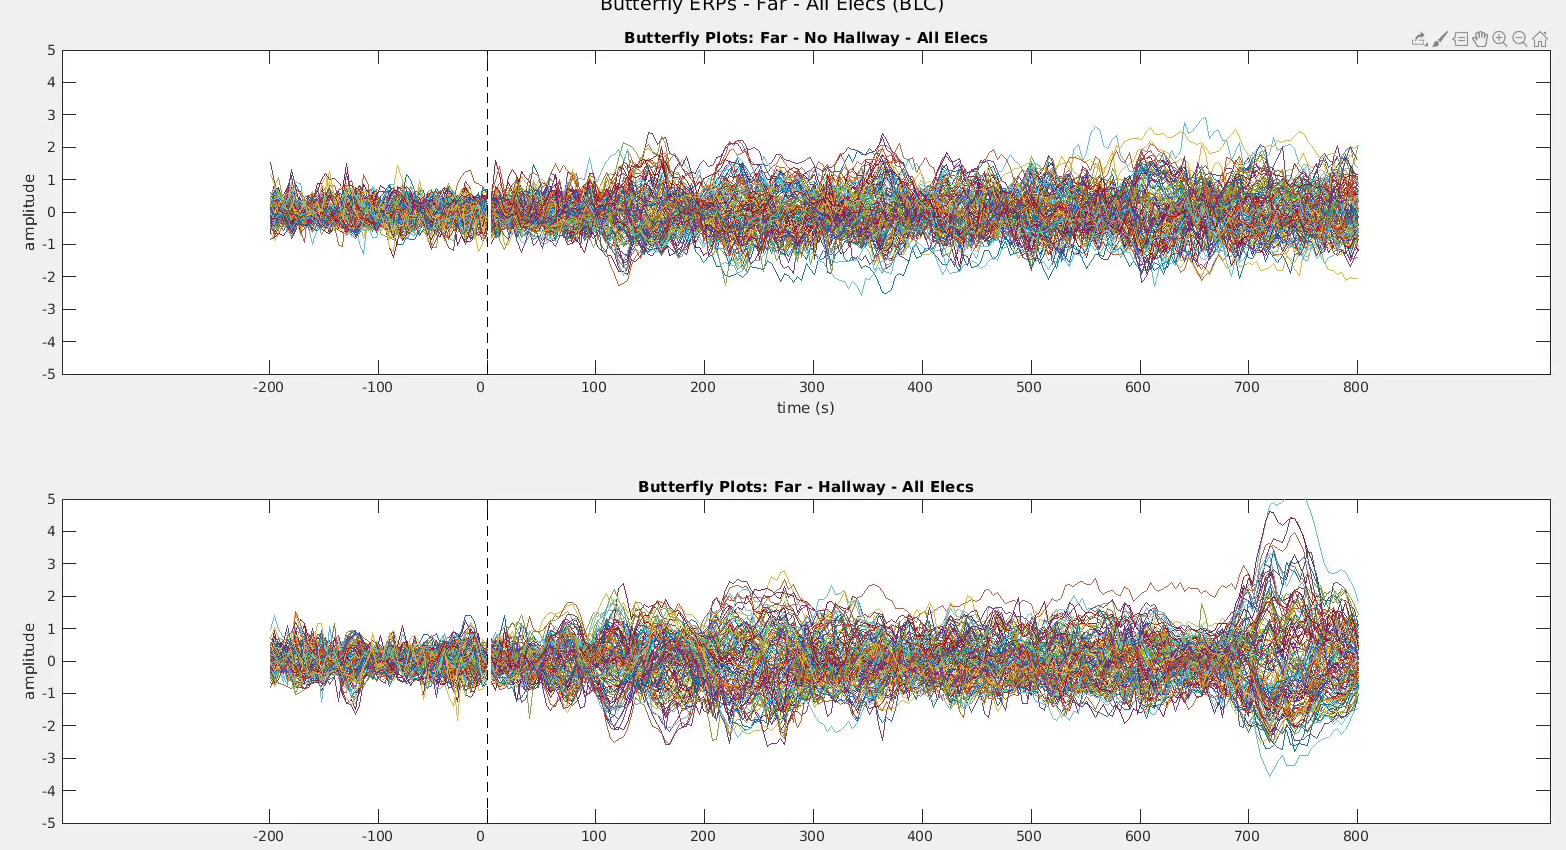 Butterfly ERPs - Far - All Elecs (BLC)
Butterfly Plots: Far - No Hallway - All Elecs
5
4
3
2
1
0
-1
-2
-3
-4
-5
amplitude
-200 -100 0 100 200 300 400 500 600 700 800
time (s)
Butterfly Plots: Far - Hallway - All Elecs
5
4
3
2
1
0
-1
-2
-3
-4
-5
amplitude
-200 -100 0 100 200 300 400 500 600 700 800